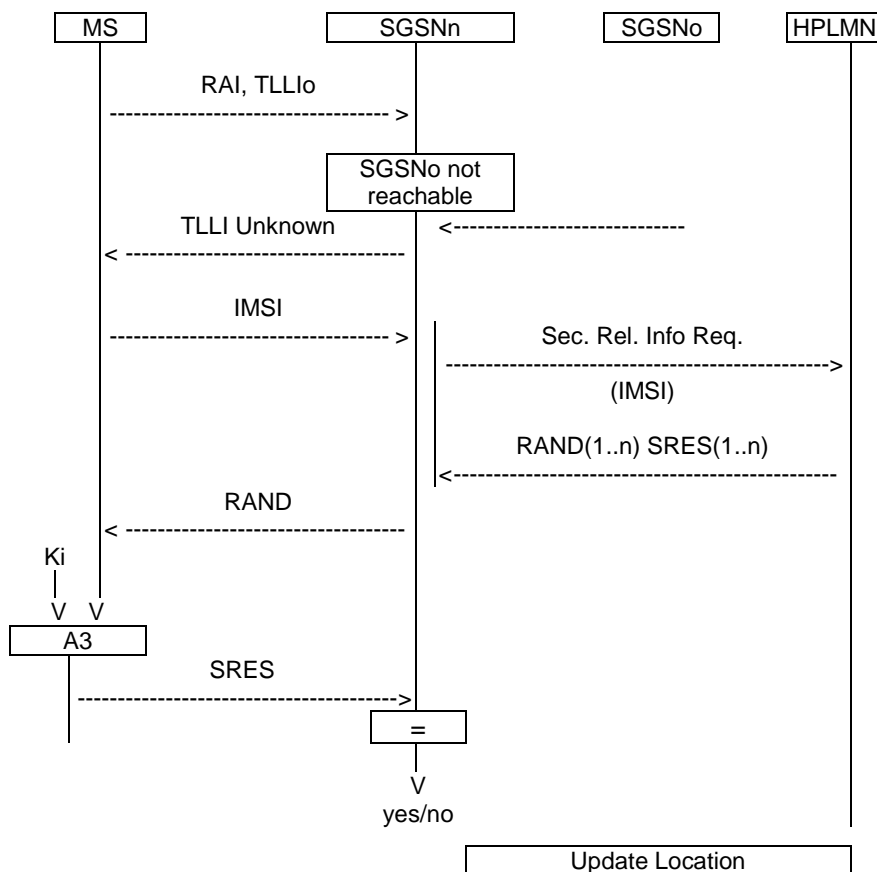 MS SGSNn SGSNo HPLMN
RAI, TLLIo
---------------------------------- >
SGSNo not
reachable
TLLI Unknown
<----------------------------
< ----------------------------------
IMSI
---------------------------------- >
Sec. Rel. Info Req.
----------------------------------------------->
(IMSI)
RAND(1..n) SRES(1..n)
<-----------------------------------------------
RAND
< ----------------------------------
Ki
V V
A3
SRES
--------------------------------------->
=
V
yes/no
Update Location